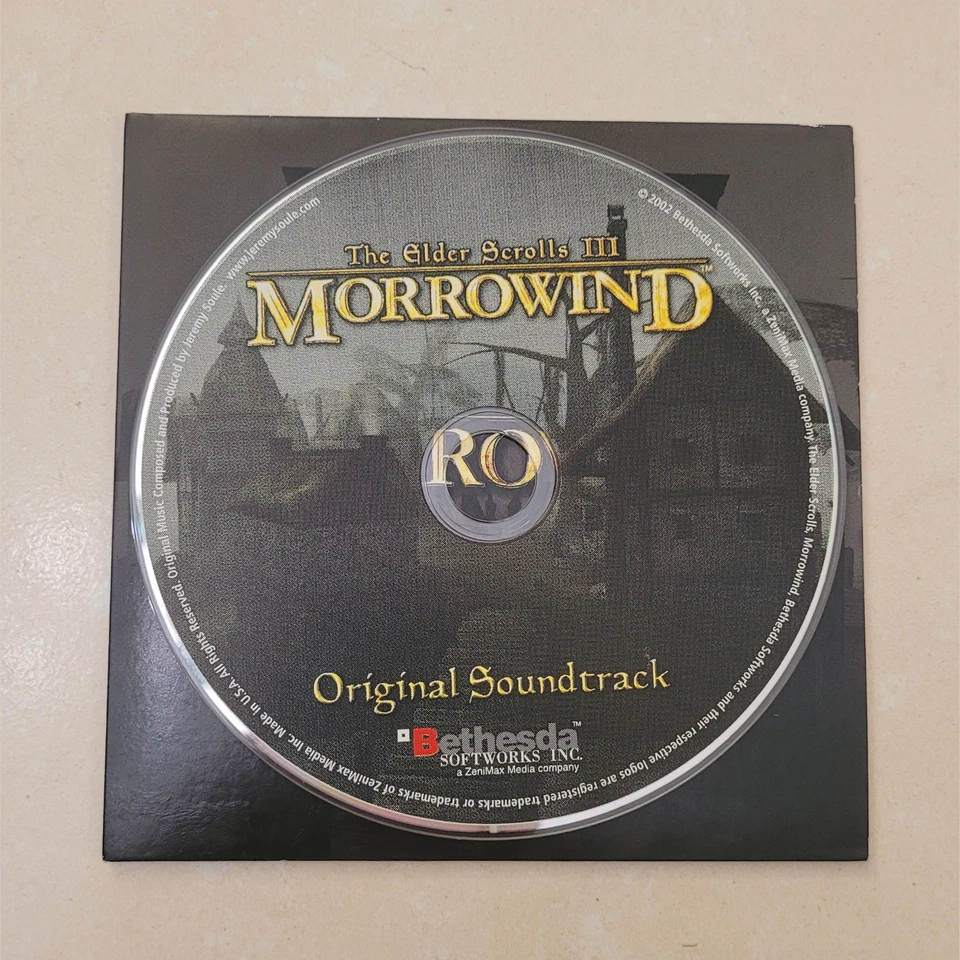 The Elder Scrolls III
MORROWIND™
RO
Original Soundtrack
Bethesda™
SOFTWORKS INC.
a ZeniMax Media company
© 2002 Bethesda Softworks Inc. a ZeniMax Media company. The Elder Scrolls, Morrowind, Bethesda Softworks and their respective logos are registered trademarks or trademarks of ZeniMax Media Inc. Made in U.S.A. All Rights Reserved. Original Music Composed and Produced by Jeremy Soule. www.Jeremysoule.com